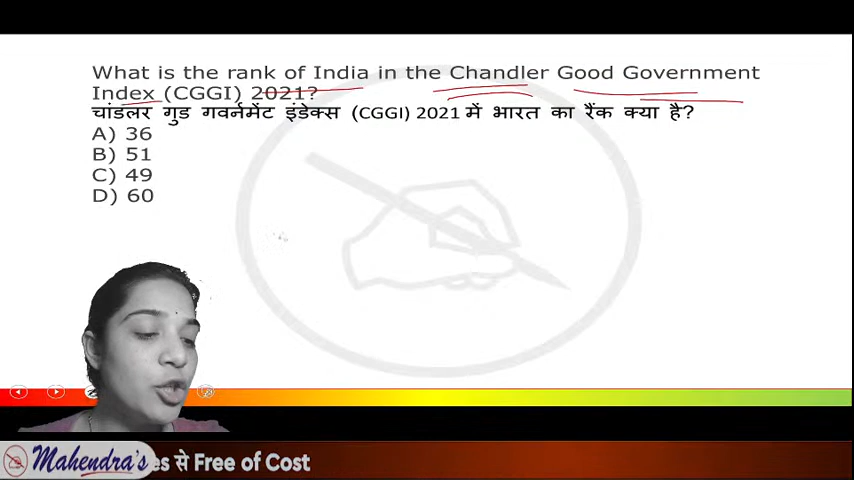 What is the rank of India in the Chandler Good Government
Index (CGGI) 2021?
चांडलर गुड गवर्नमेंट इंडेक्स (CGGI) 2021 में भारत का रैंक क्या है?
A) 36
B) 51
C) 49
D) 60
Mahendra's es से Free of Cost